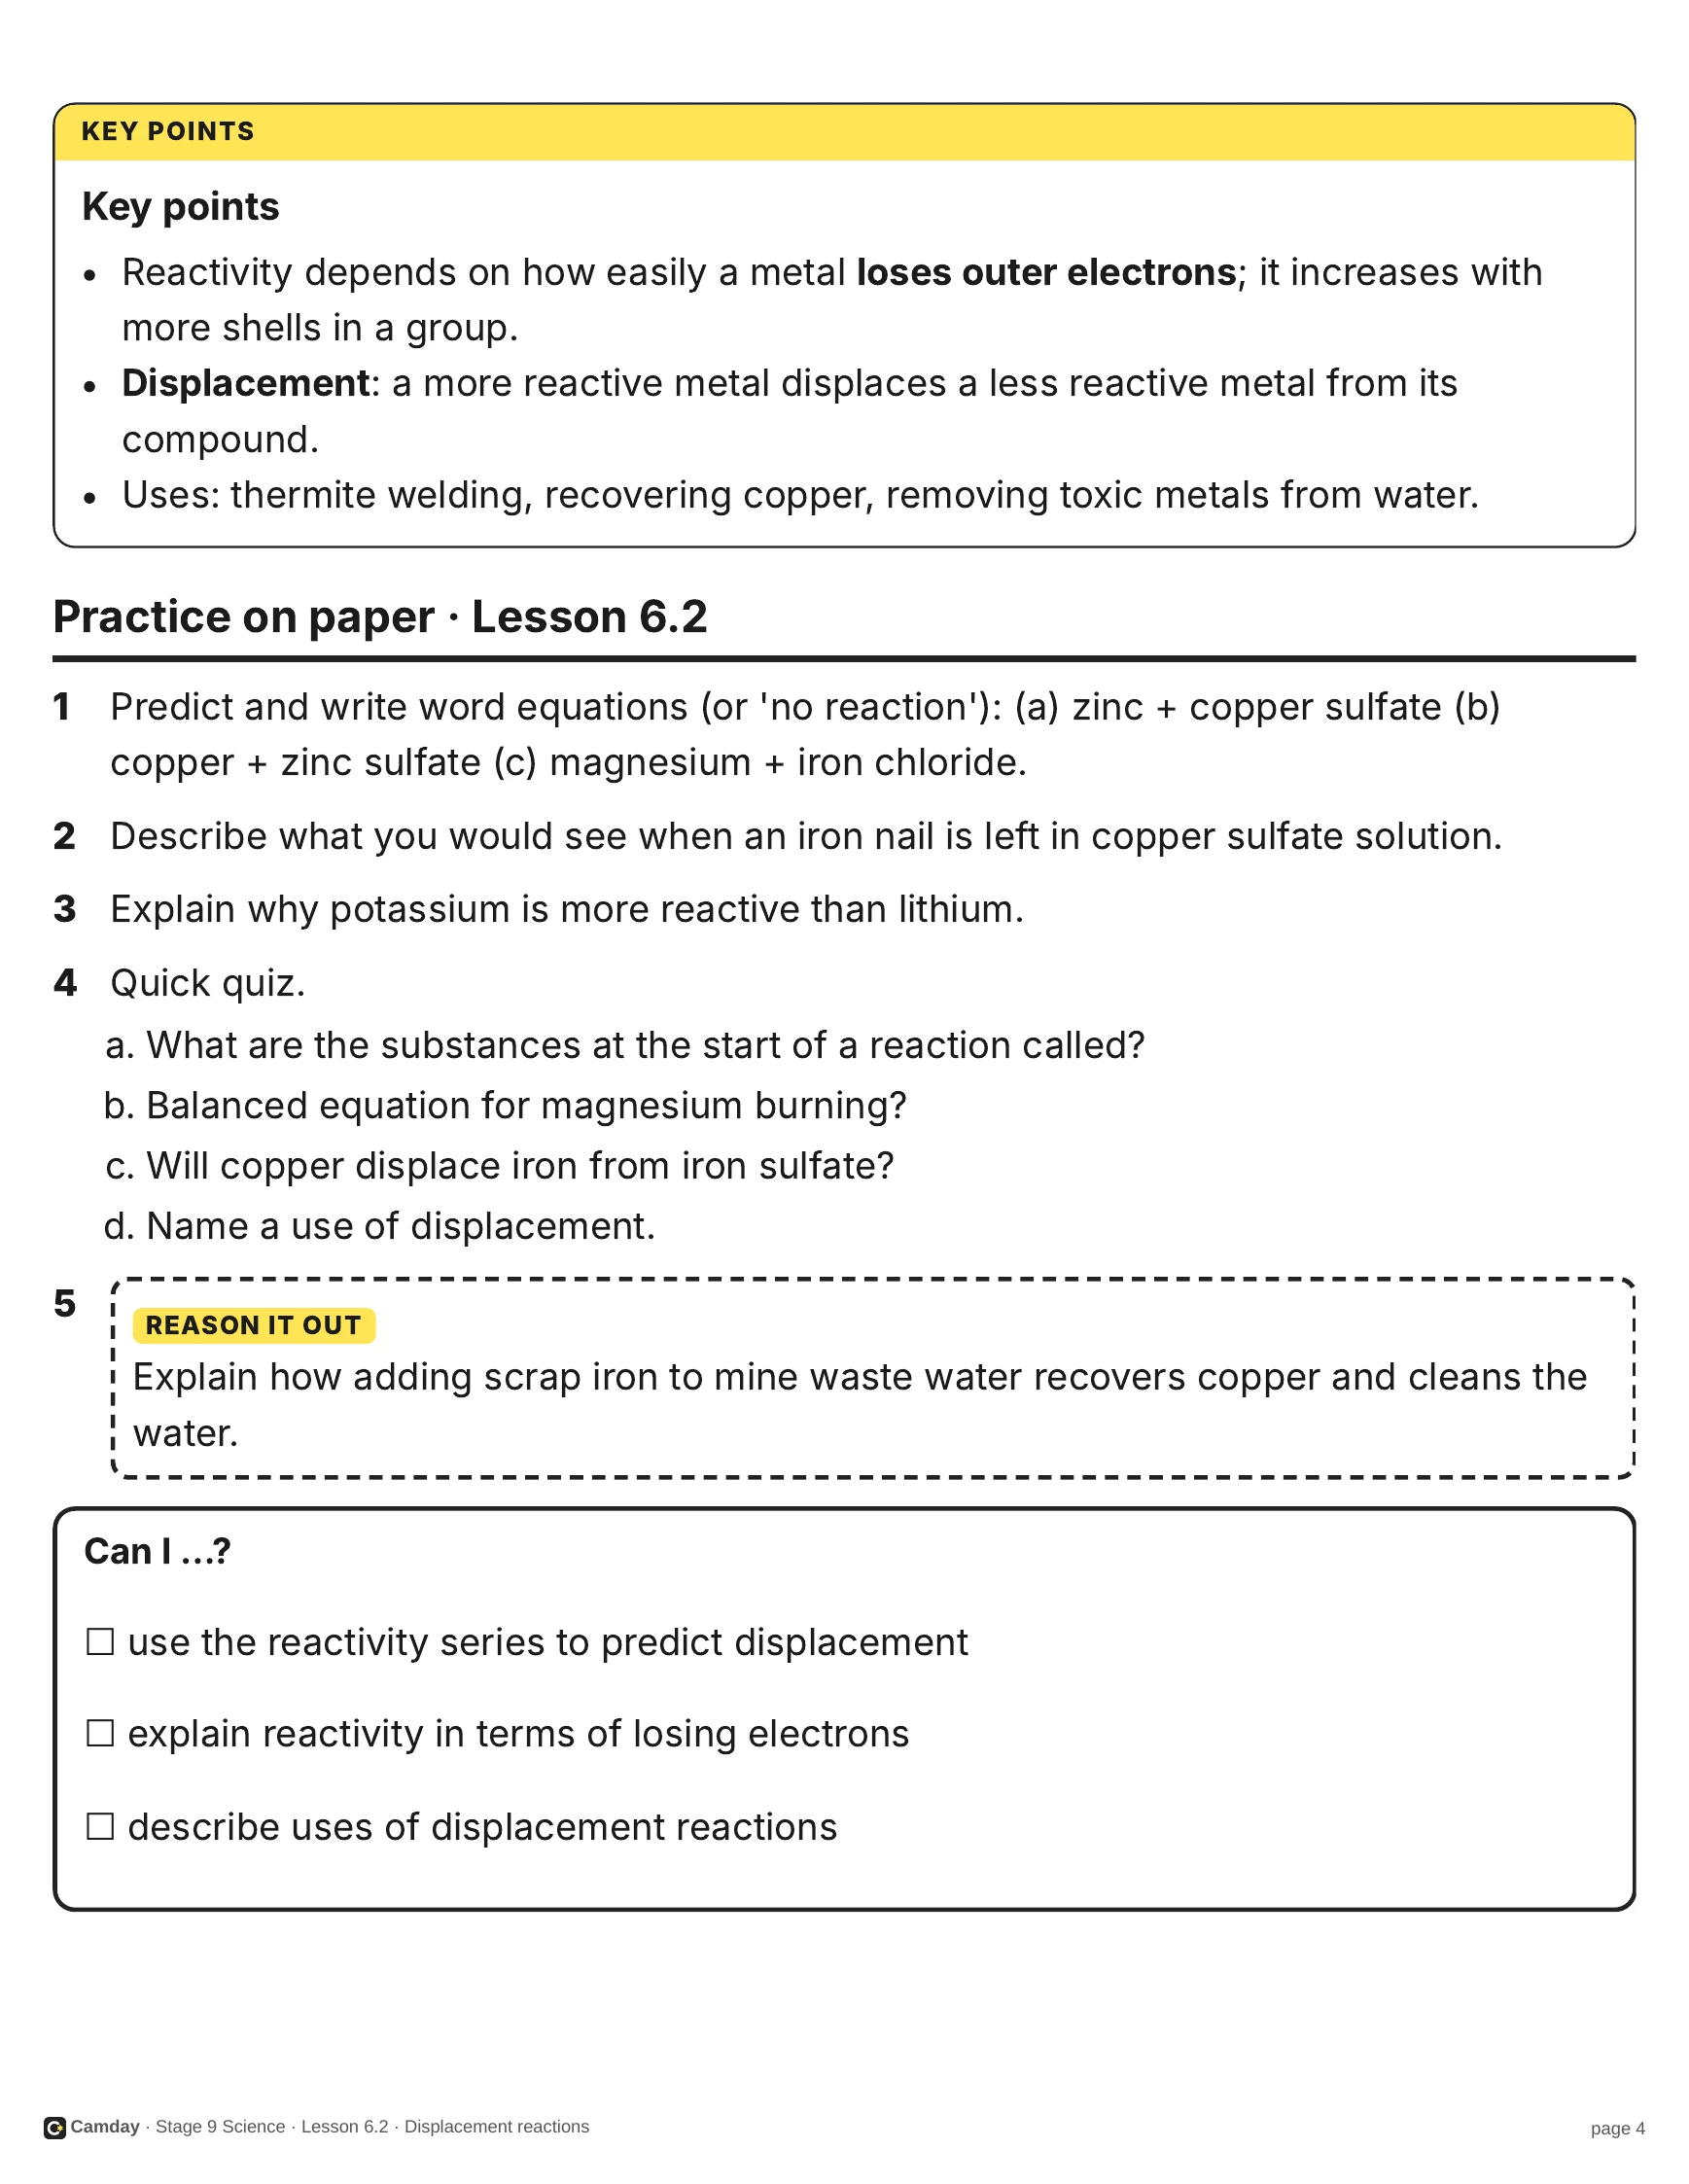 KEY POINTS
Key points
• Reactivity depends on how easily a metal loses outer electrons; it increases with
more shells in a group.
• Displacement: a more reactive metal displaces a less reactive metal from its
compound.
• Uses: thermite welding, recovering copper, removing toxic metals from water.
Practice on paper · Lesson 6.2
1 Predict and write word equations (or 'no reaction'): (a) zinc + copper sulfate (b)
copper + zinc sulfate (c) magnesium + iron chloride.
2 Describe what you would see when an iron nail is left in copper sulfate solution.
3 Explain why potassium is more reactive than lithium.
4 Quick quiz.
a. What are the substances at the start of a reaction called?
b. Balanced equation for magnesium burning?
c. Will copper displace iron from iron sulfate?
d. Name a use of displacement.
5 REASON IT OUT
Explain how adding scrap iron to mine waste water recovers copper and cleans the
water.
Can I …?
☐ use the reactivity series to predict displacement
☐ explain reactivity in terms of losing electrons
☐ describe uses of displacement reactions
Camday · Stage 9 Science · Lesson 6.2 · Displacement reactions
page 4